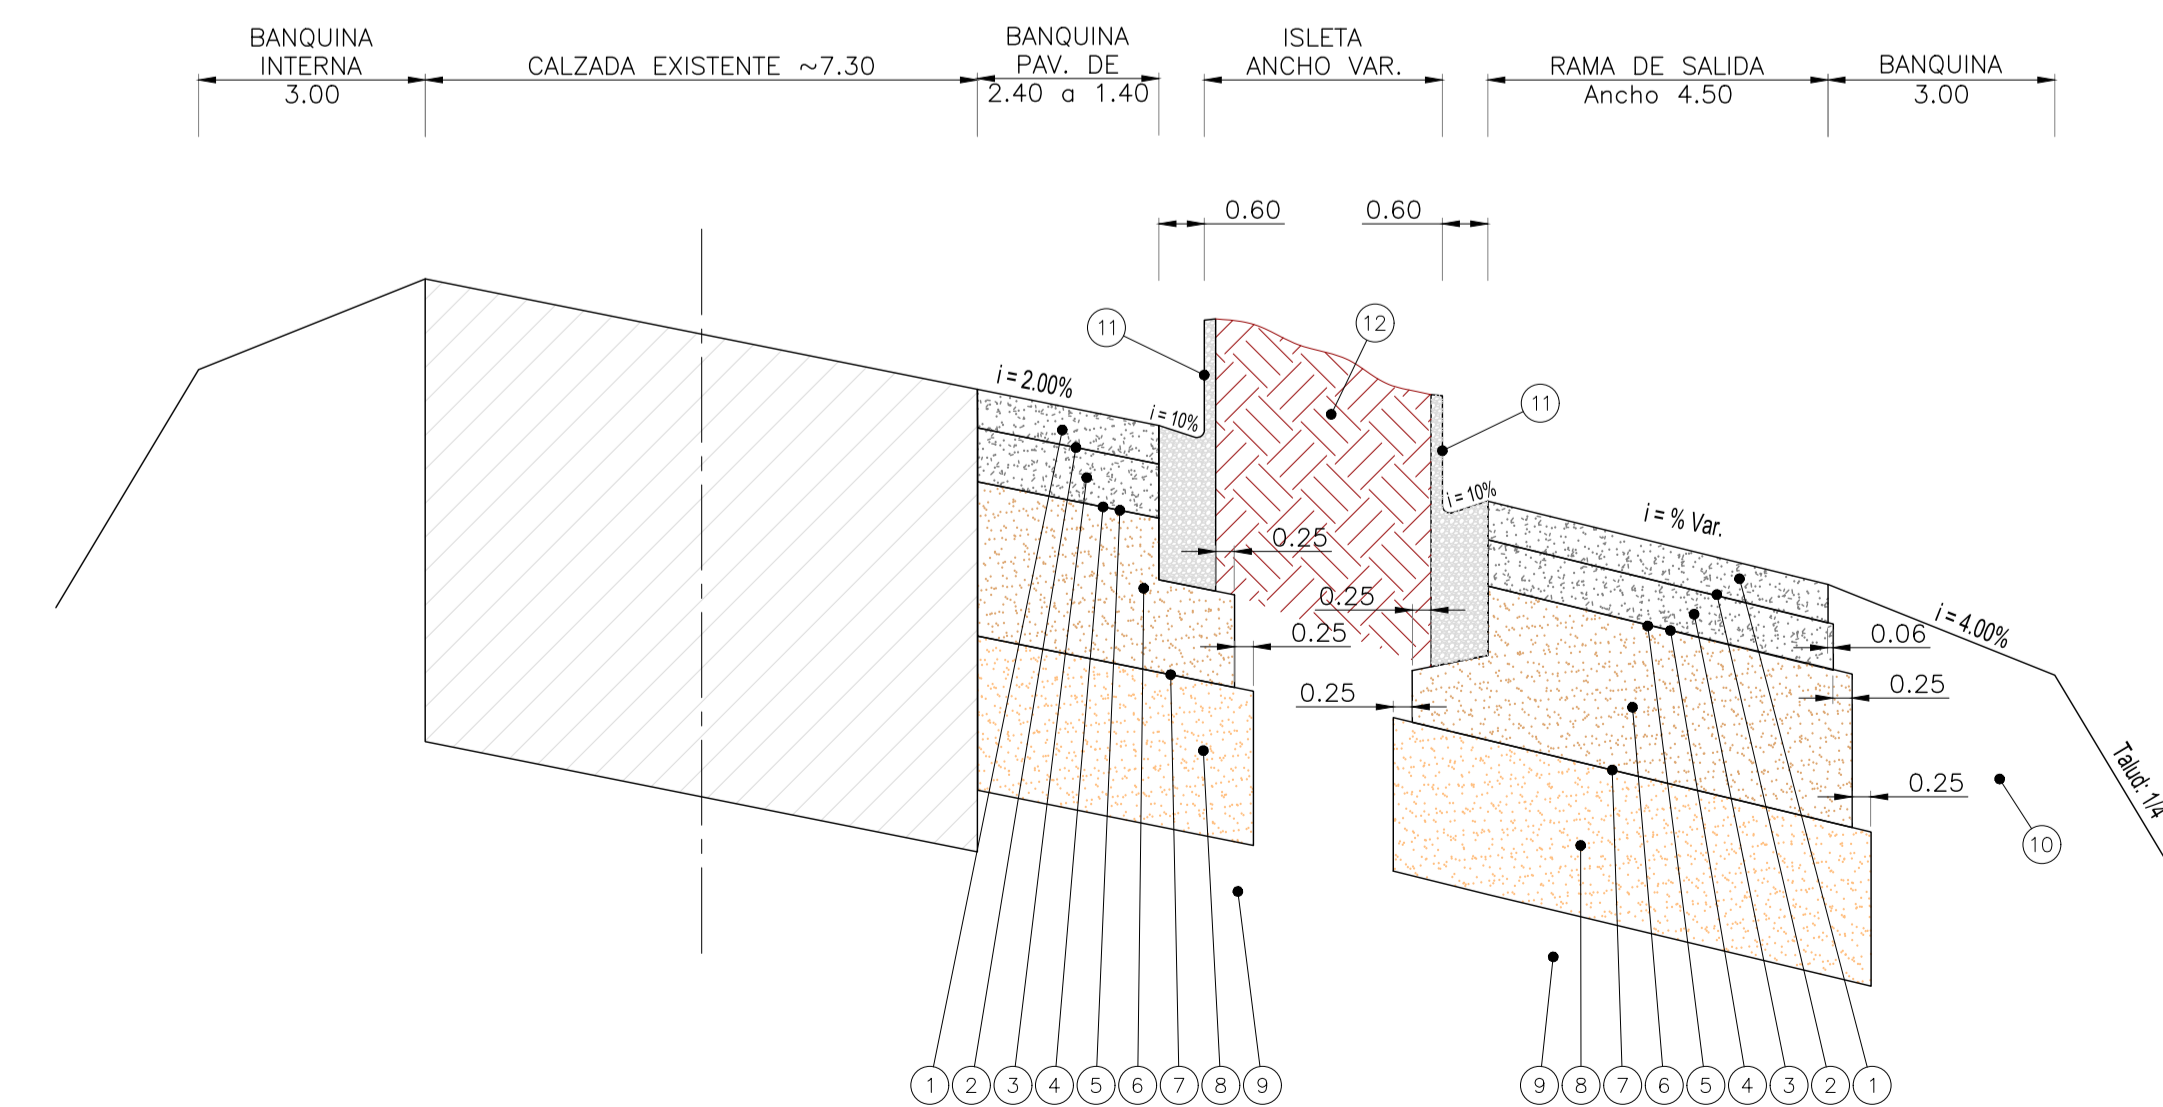 BANQUINA
INTERNA
3.00
CALZADA EXISTENTE ~7.30
BANQUINA
PAV. DE
2.40 a 1.40
ISLETA
ANCHO VAR.
RAMA DE SALIDA
Ancho 4.50
BANQUINA
3.00
0.60
0.60
11
12
i = 2.00%
i = 10%
11
i = 10%
i = % Var.
0.25
0.25
0.25
0.25
i = 4.00%
0.06
0.25
0.25
Talud: 1/4
10
1 2 3 4 5 6 7 8 9
9 8 7 6 5 4 3 2 1